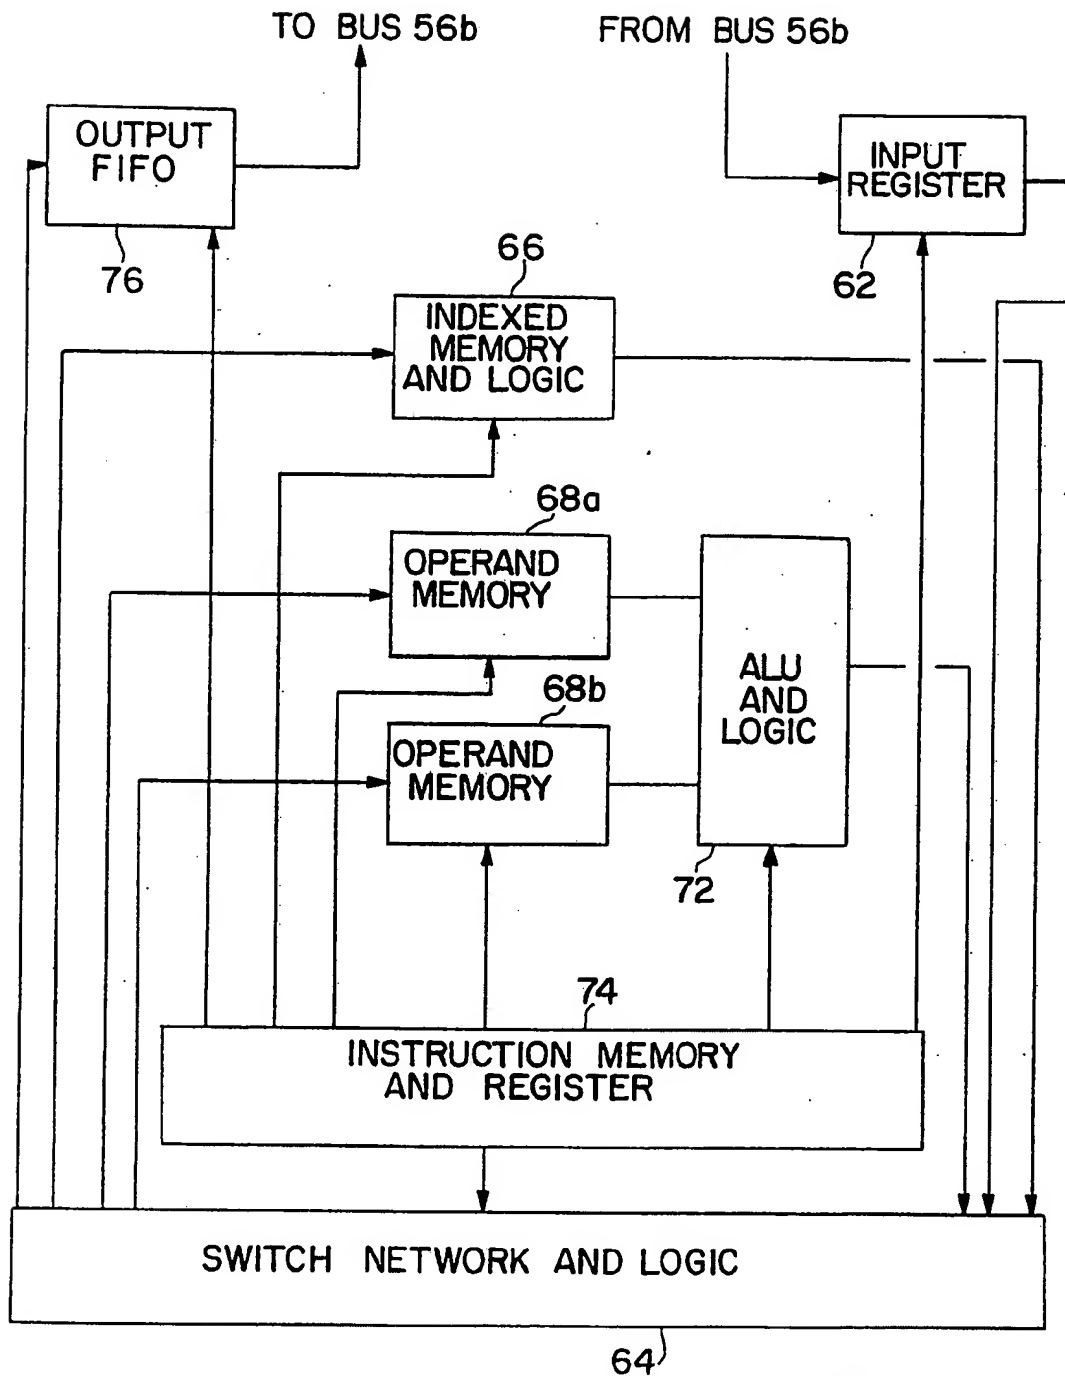 TO BUS 56b
FROM BUS 56b
OUTPUT
FIFO
76
INPUT
REGISTER
62
66
INDEXED
MEMORY
AND LOGIC
68a
OPERAND
MEMORY
68b
OPERAND
MEMORY
ALU
AND
LOGIC
72
74
INSTRUCTION MEMORY
AND REGISTER
SWITCH NETWORK AND LOGIC
64